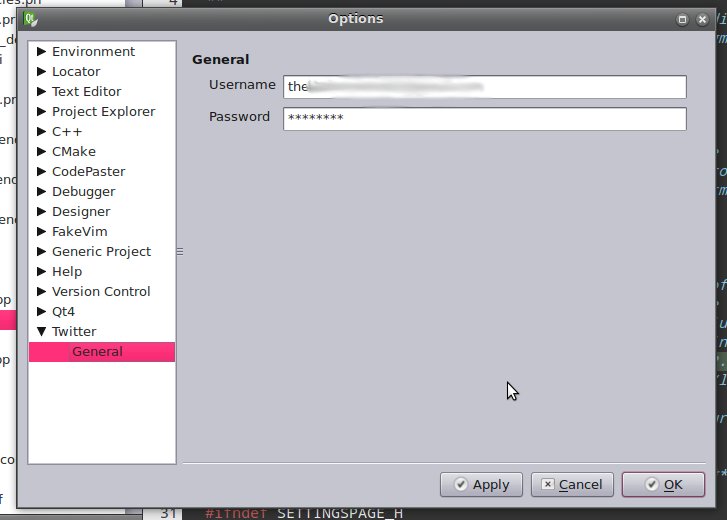 4
Options
Environment
Locator
Text Editor
Project Explorer
C++
CMake
CodePaster
Debugger
Designer
FakeVim
Generic Project
Help
Version Control
Qt4
Twitter
General
General
Username the
Password ********
Apply
Cancel
OK
31 #ifndef SETTINGSPAGE_H